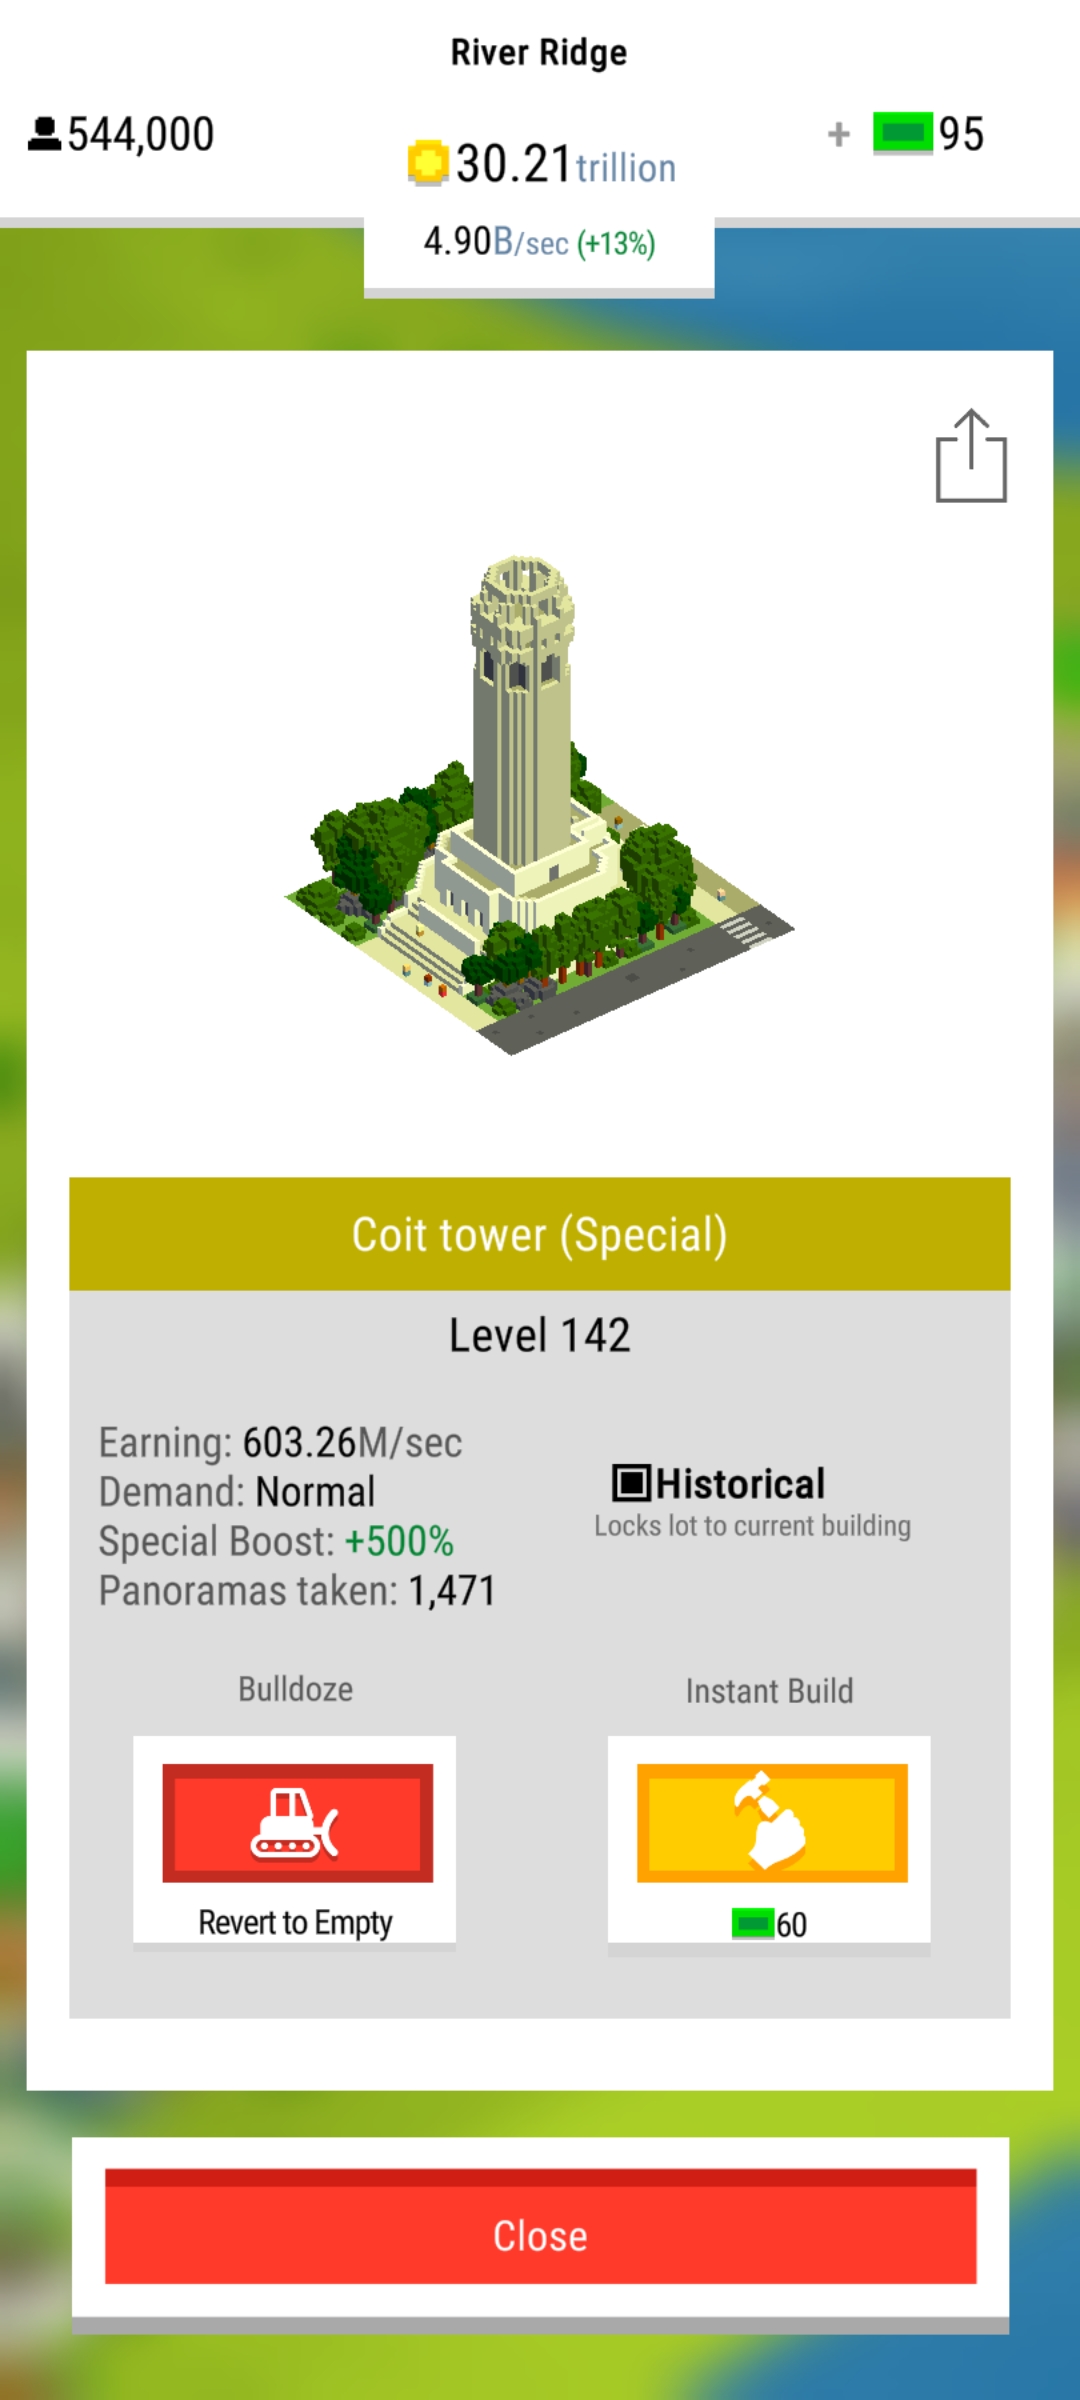 River Ridge
544,000
30.21trillion
+ 95
4.90B/sec (+13%)
Coit tower (Special)
Level 142
Earning: 603.26M/sec
Demand: Normal
Special Boost: +500%
Panoramas taken: 1,471
Historical
Locks lot to current building
Bulldoze
Instant Build
Revert to Empty
60
Close